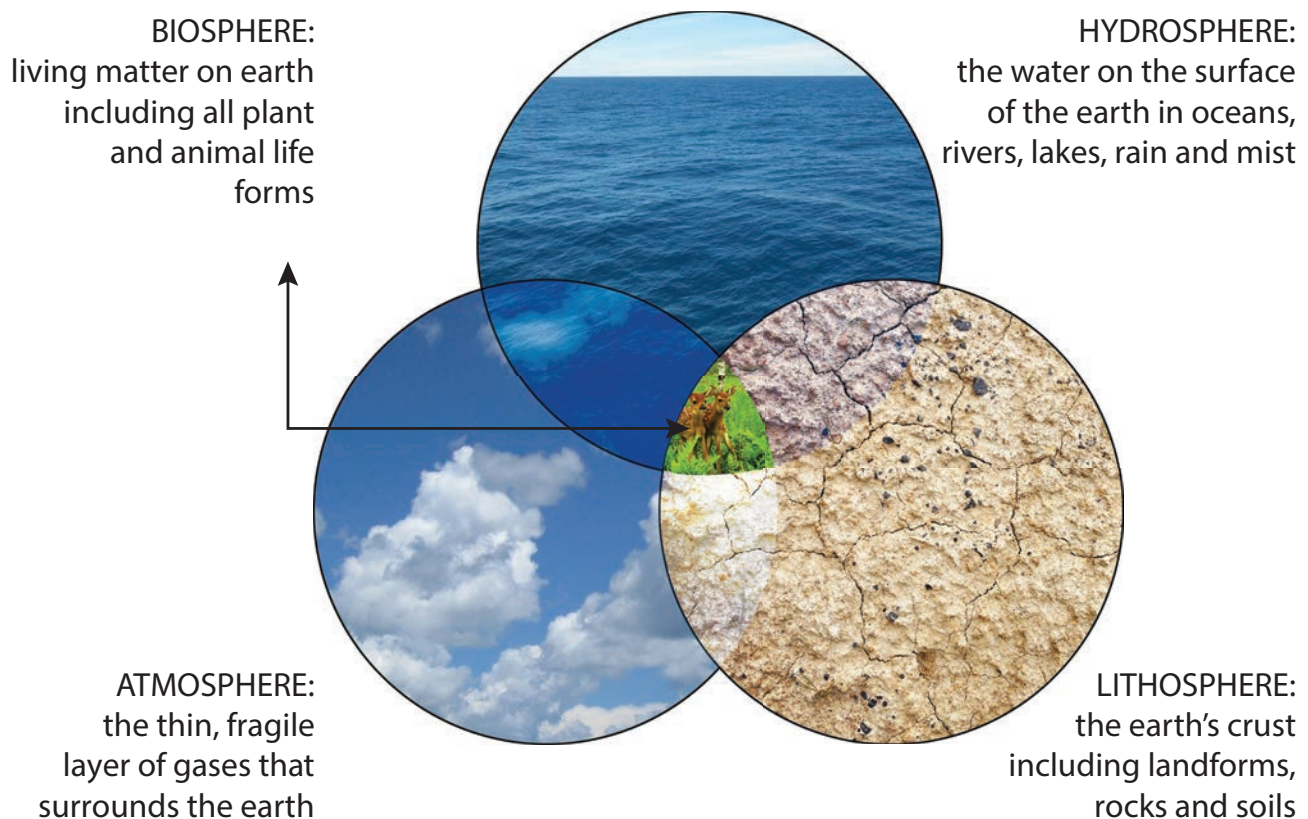 BIOSPHERE:
living matter on earth
including all plant
and animal life
forms
HYDROSPHERE:
the water on the surface
of the earth in oceans,
rivers, lakes, rain and mist
ATMOSPHERE:
the thin, fragile
layer of gases that
surrounds the earth
LITHOSPHERE:
the earth’s crust
including landforms,
rocks and soils